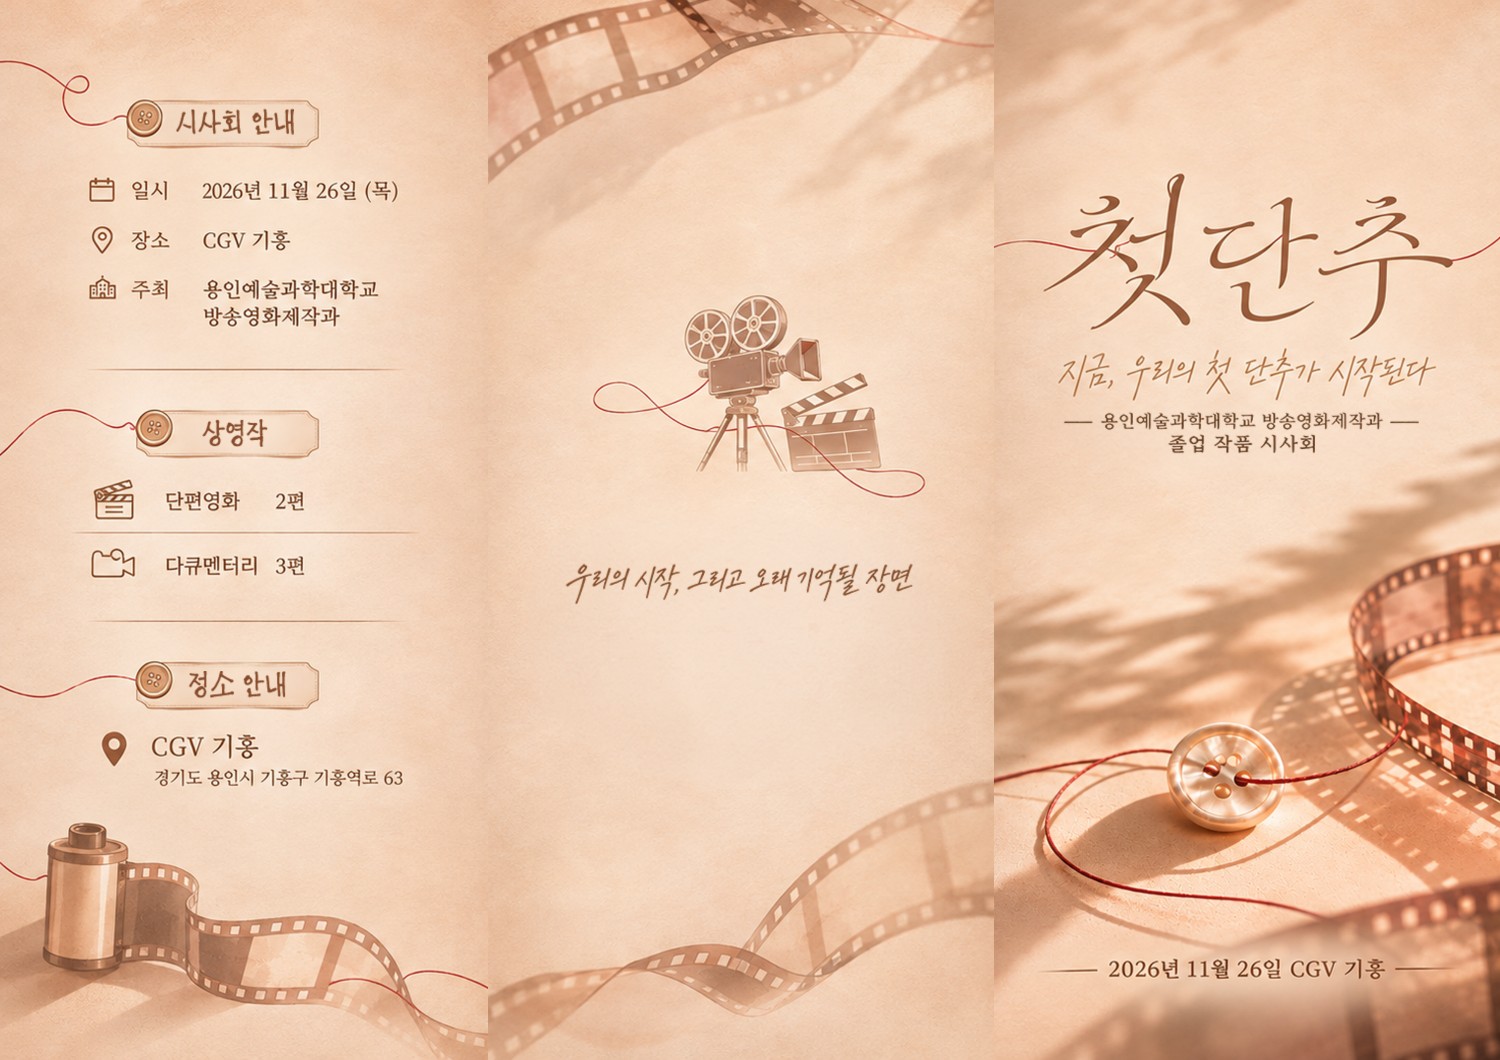 시사회 안내
일시 2026년 11월 26일 (목)
장소 CGV 기흥
주최 용인예술과학대학교
방송영화제작과
상영작
단편영화 2편
다큐멘터리 3편
정소 안내
CGV 기흥
경기도 용인시 기흥구 기흥역로 63
우리의 시작, 그리고 오래 기억될 장면
첫단추
지금, 우리의 첫 단추가 시작된다
용인예술과학대학교 방송영화제작과
졸업 작품 시사회
2026년 11월 26일 CGV 기흥